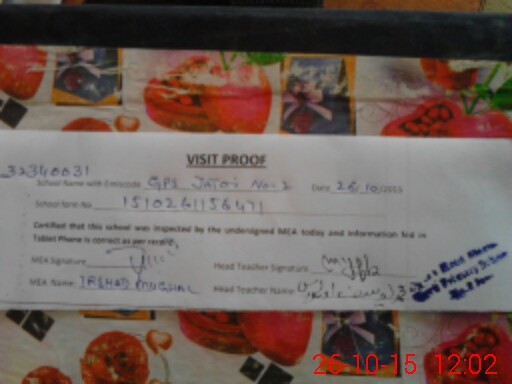 VISIT PROOF
32340031
School Name with Emiscode GPS JATOI NO-2 Date 26/10/2015
School form No 1510261156471
Certified that this school was inspected by the undersigned MEA today and information fed in
Tablet Phone is correct as per record
MEA Signature Head Teacher Signature
MEA Name: IRSHAD MUGHAL Head Teacher Name:
26-10-15 12:02